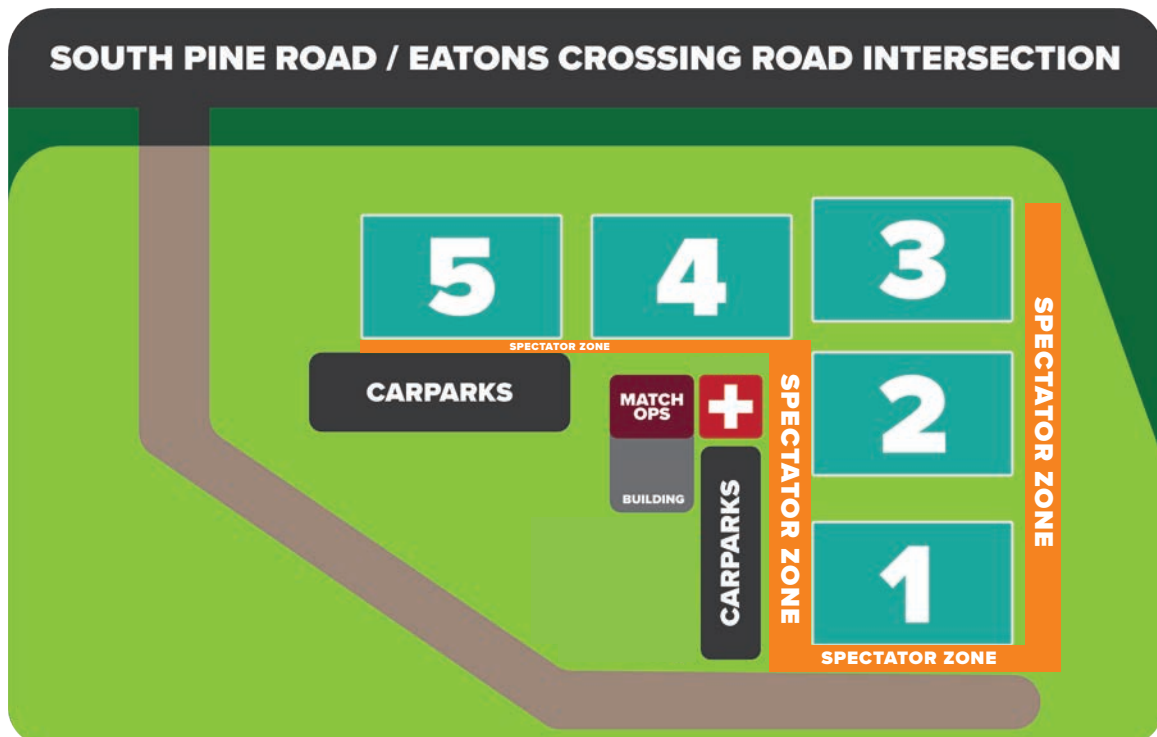 SOUTH PINE ROAD / EATONS CROSSING ROAD INTERSECTION
5
4
3
SPECTATOR ZONE
CARPARKS
MATCH
OPS
BUILDING
CARPARKS
SPECTATOR ZONE
2
SPECTATOR ZONE
1
SPECTATOR ZONE